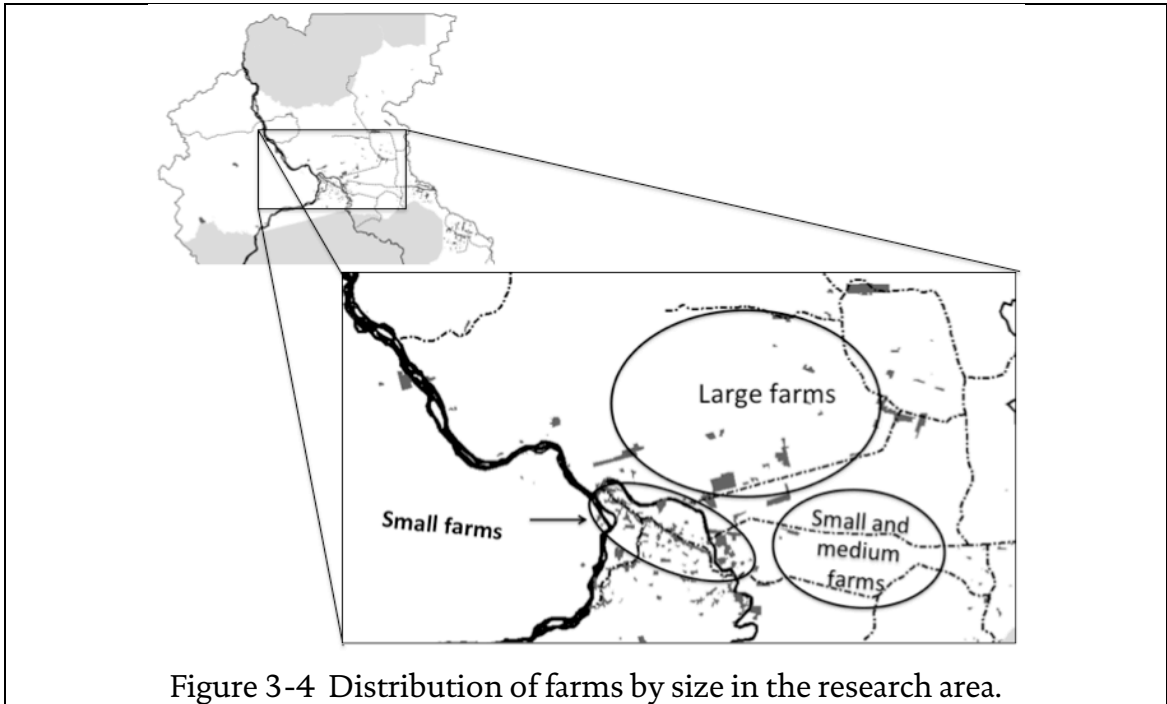 Large farms
Small farms
Small and
medium
farms
Figure 3-4 Distribution of farms by size in the research area.